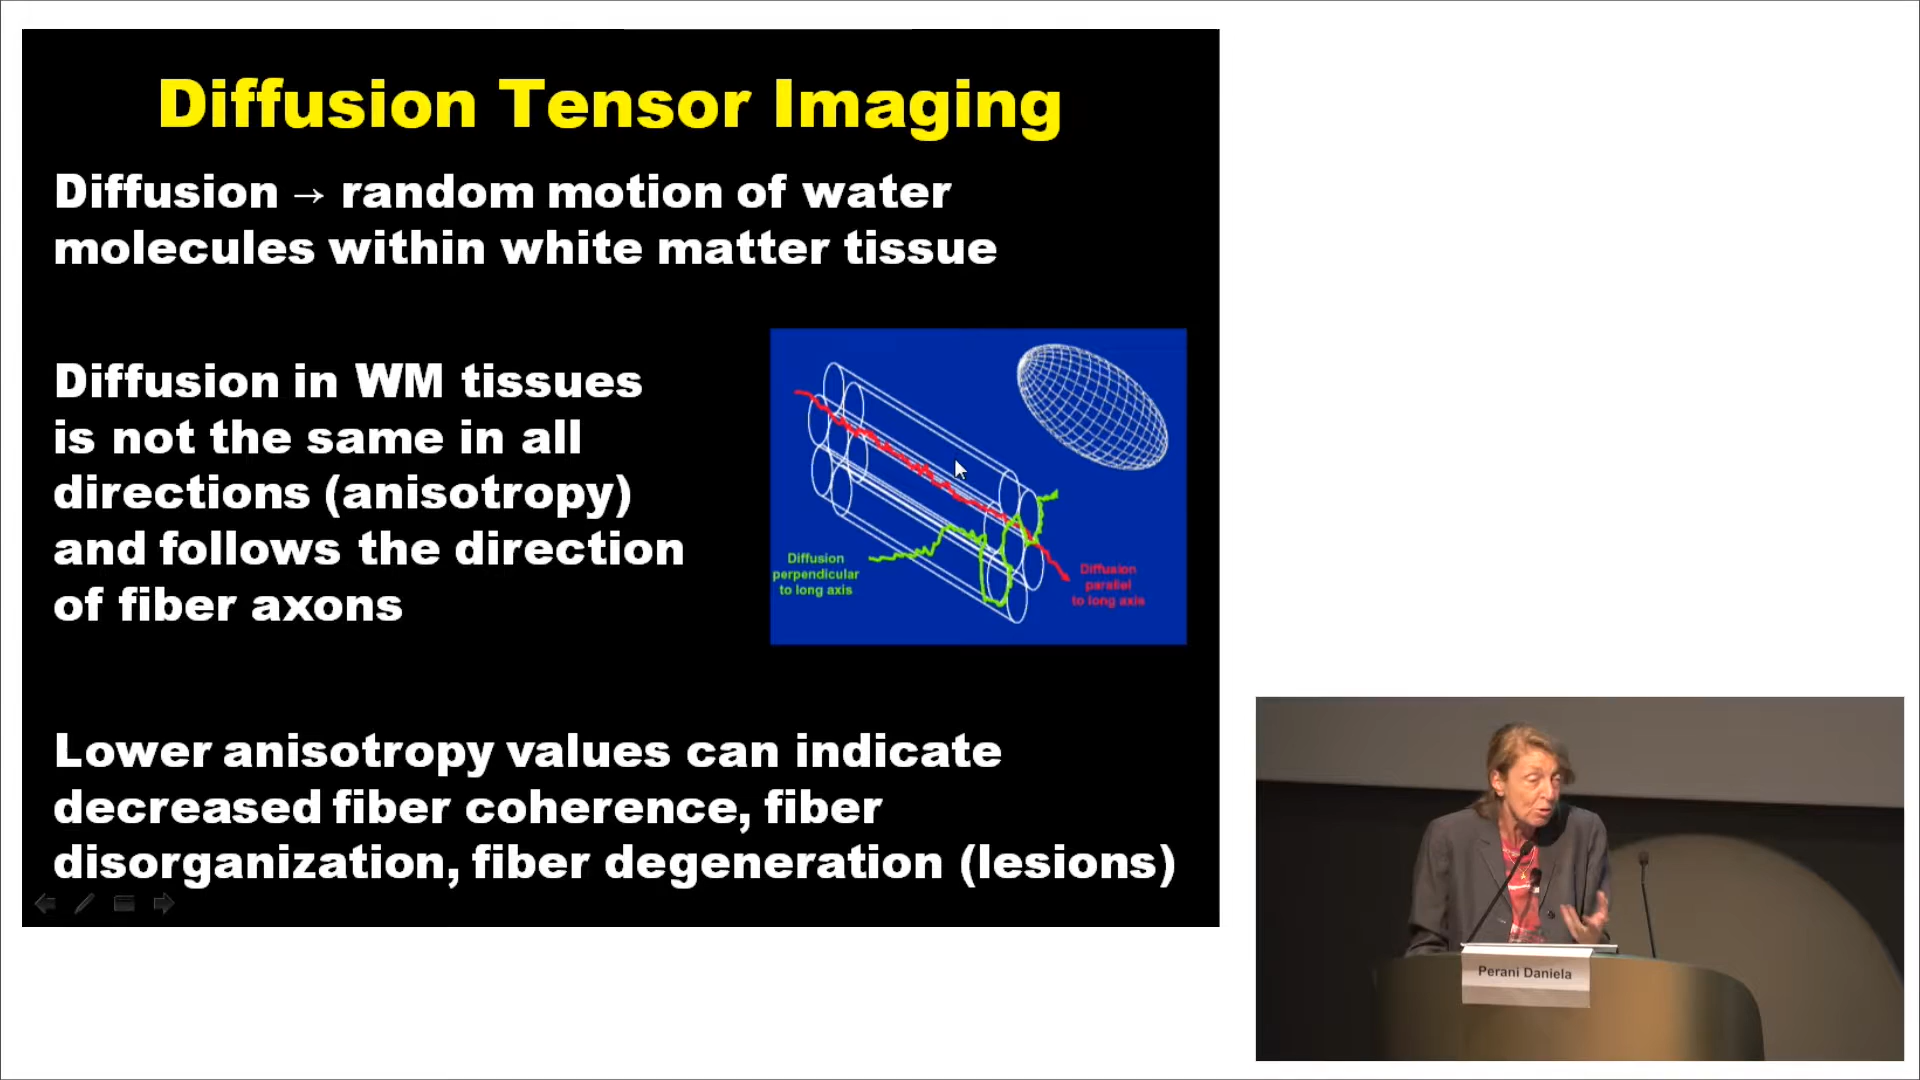 Diffusion Tensor Imaging
Diffusion → random motion of water
molecules within white matter tissue
Diffusion in WM tissues
is not the same in all
directions (anisotropy)
and follows the direction
of fiber axons
Diffusion
perpendicular
to long axis
Diffusion
parallel
to long axis
Lower anisotropy values can indicate
decreased fiber coherence, fiber
disorganization, fiber degeneration (lesions)
Perani Daniela